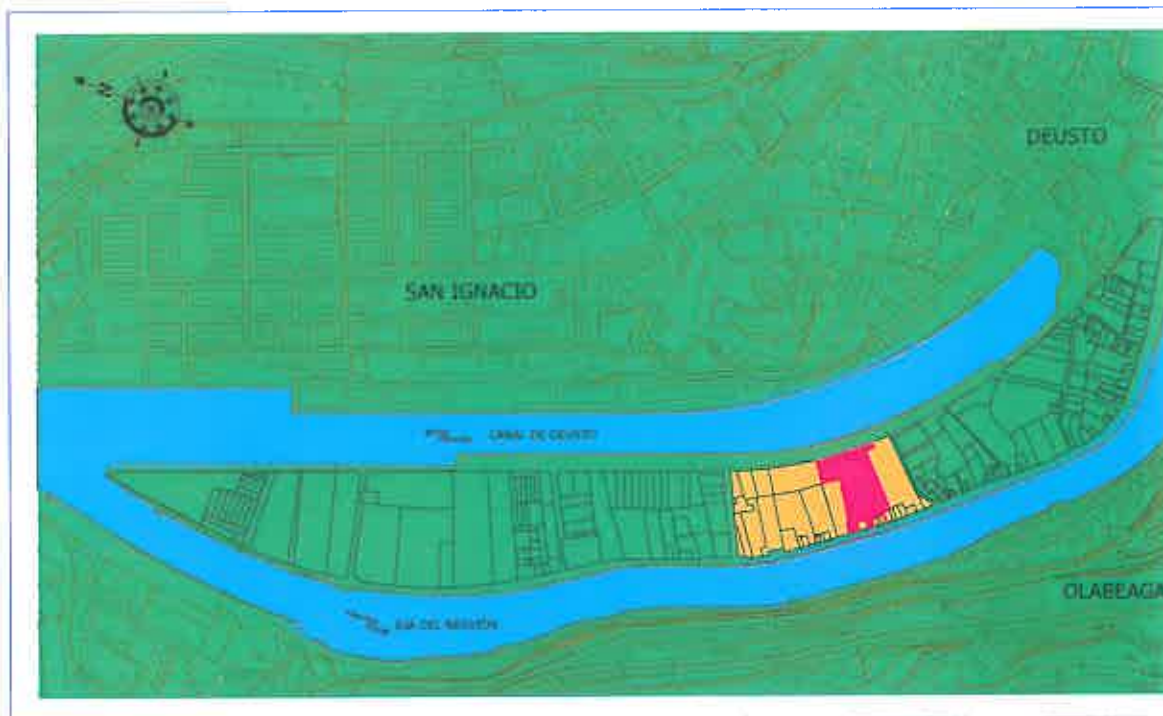 N
DEUSTO
SAN IGNACIO
CANAL DE DEUSTO
OLABEAGA
RIA DEL NERVIÓN